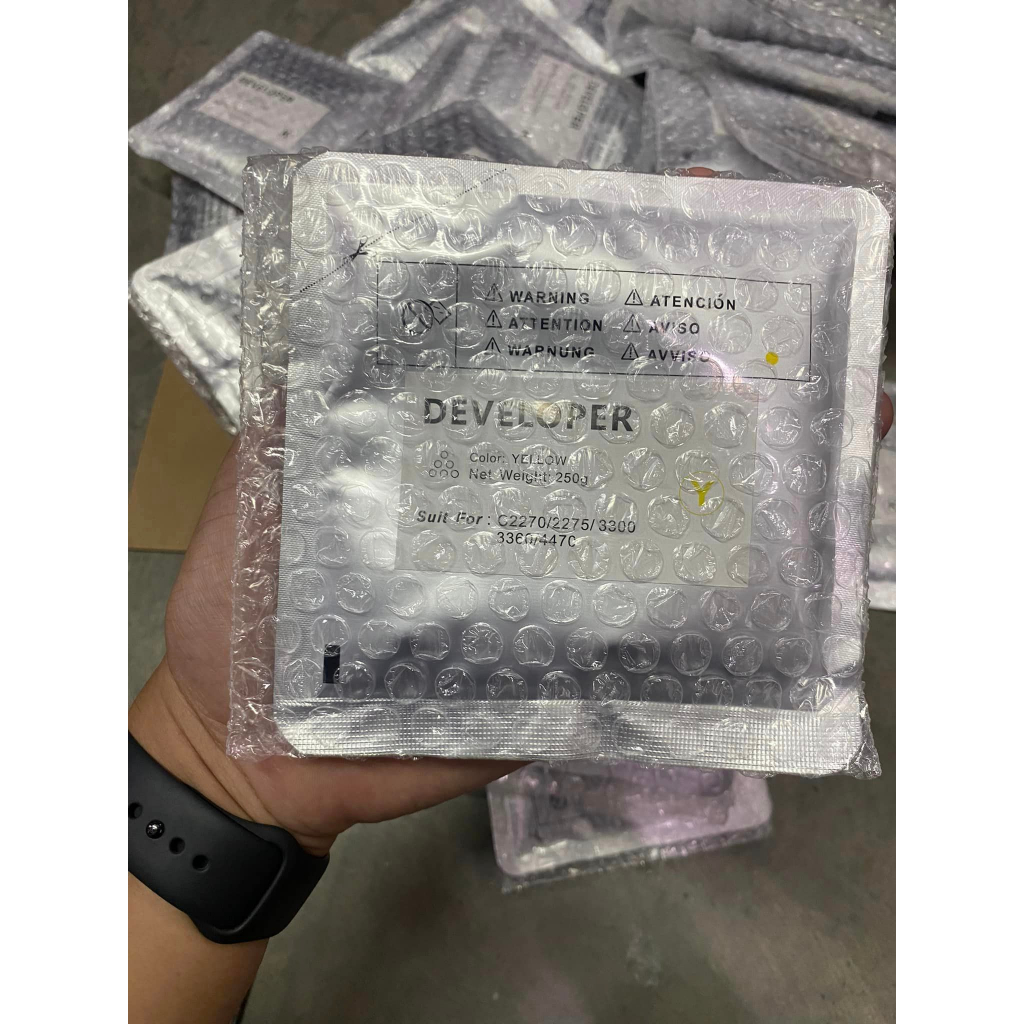 WARNING ATENCIÓN
ATTENTION AVISO
WARNUNG AVVISO
DEVELOPER
Color: YELLOW
Net Weight: 250g
Y
Suit For : C2270/2275/3300
3360/4470
DEVELOPER